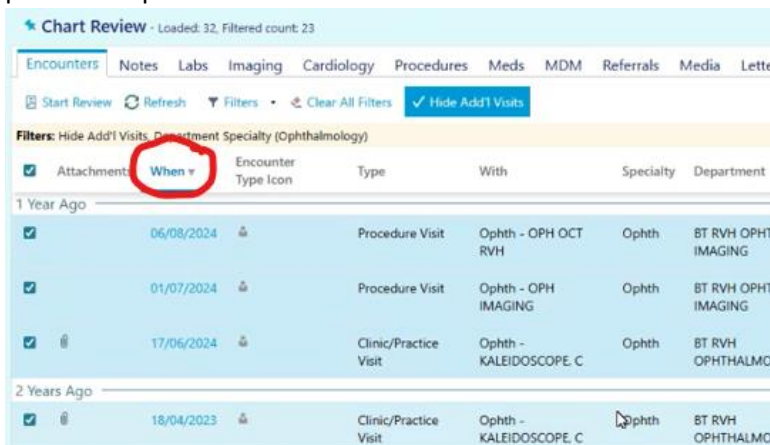 Chart Review - Loaded: 32, Filtered count: 23
Encounters Notes Labs Imaging Cardiology Procedures Meds MDM Referrals Media
Start Review Refresh Filters Clear All Filters Hide Add'l Visits
Filters: Hide Add'l Visits, Department Specialty (Ophthalmology)
Attachments When Encounter Type Icon Type With Specialty Department
1 Year Ago
06/08/2024 Procedure Visit Ophth - OPH OCT Ophth BT RVH
RVH IMAGING
01/07/2024 Procedure Visit Ophth - OPH Ophth BT RVH
IMAGING IMAGING
17/06/2024 Clinic/Practice Ophth - Ophth BT RVH
Visit KALEIDOSCOPE, C
2 Years Ago
18/04/2023 Clinic/Practice Ophth - Ophth BT RVH
Visit KALEIDOSCOPE, C